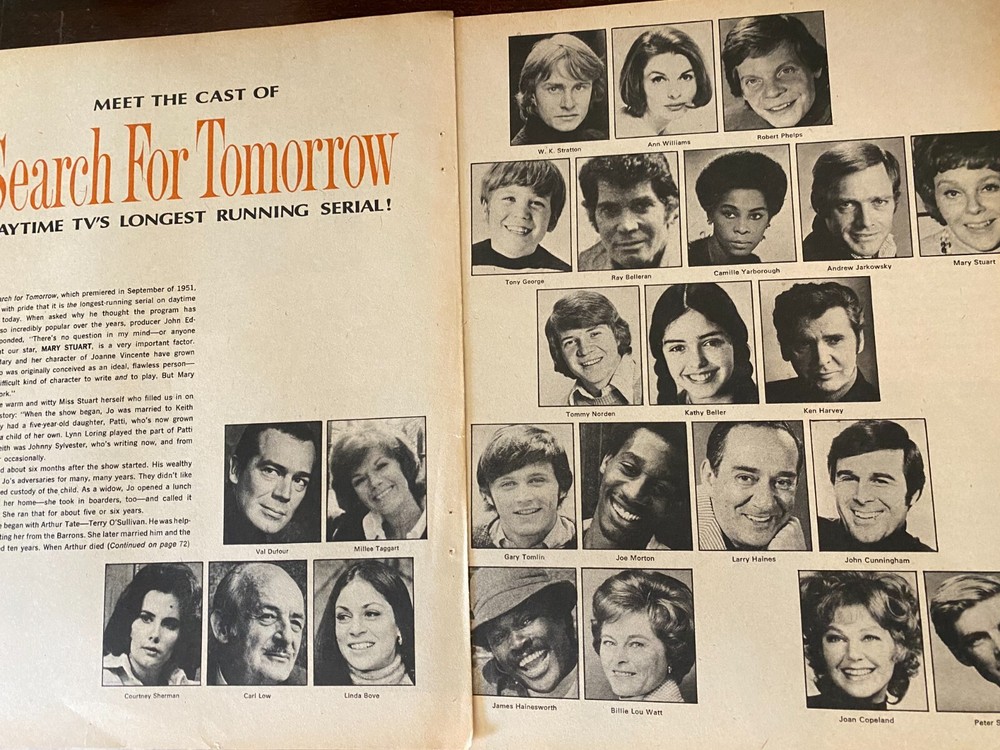 MEET THE CAST OF
Search For Tomorrow
AYTIME TV'S LONGEST RUNNING SERIAL!
arch for Tomorrow, which premiered in September of 1951,
with pride that it is the longest-running serial on daytime
today. When asked why he thought the program has
so incredibly popular over the years, producer John Ed-
ponded, "There's no question in my mind—or anyone
at our star, MARY STUART, is a very important factor.
Mary and her character of Joanne Vincente have grown
o was originally conceived as an ideal, flawless person—
ifficult kind of character to write and to play. But Mary
ork."
e warm and witty Miss Stuart herself who filled us in on
story: "When the show began, Jo was married to Keith
y had a five-year-old daughter, Patti, who's now grown
a child of her own. Lynn Loring played the part of Patti
eith was Johnny Sylvester, who's writing now, and from
occasionally.
d about six months after the show started. His wealthy
Jo's adversaries for many, many years. They didn't like
ed custody of the child. As a widow, Jo opened a lunch
her home—she took in boarders, too—and called it
She ran that for about five or six years.
e began with Arthur Tate—Terry O'Sullivan. He was help-
ting her from the Barrons. She later married him and the
d ten years. When Arthur died (Continued on page 72)
Val Dufour
Millee Taggart
Courtney Sherman
Carl Low
Linda Bove
W. K. Stratton
Ann Williams
Robert Phelps
Tony George
Ray Belleran
Camille Yarborough
Andrew Jarkowsky
Mary Stuart
Tommy Norden
Kathy Beller
Ken Harvey
Gary Tomlin
Joe Morton
Larry Haines
John Cunningham
James Hainesworth
Billie Lou Watt
Joan Copeland
Peter S